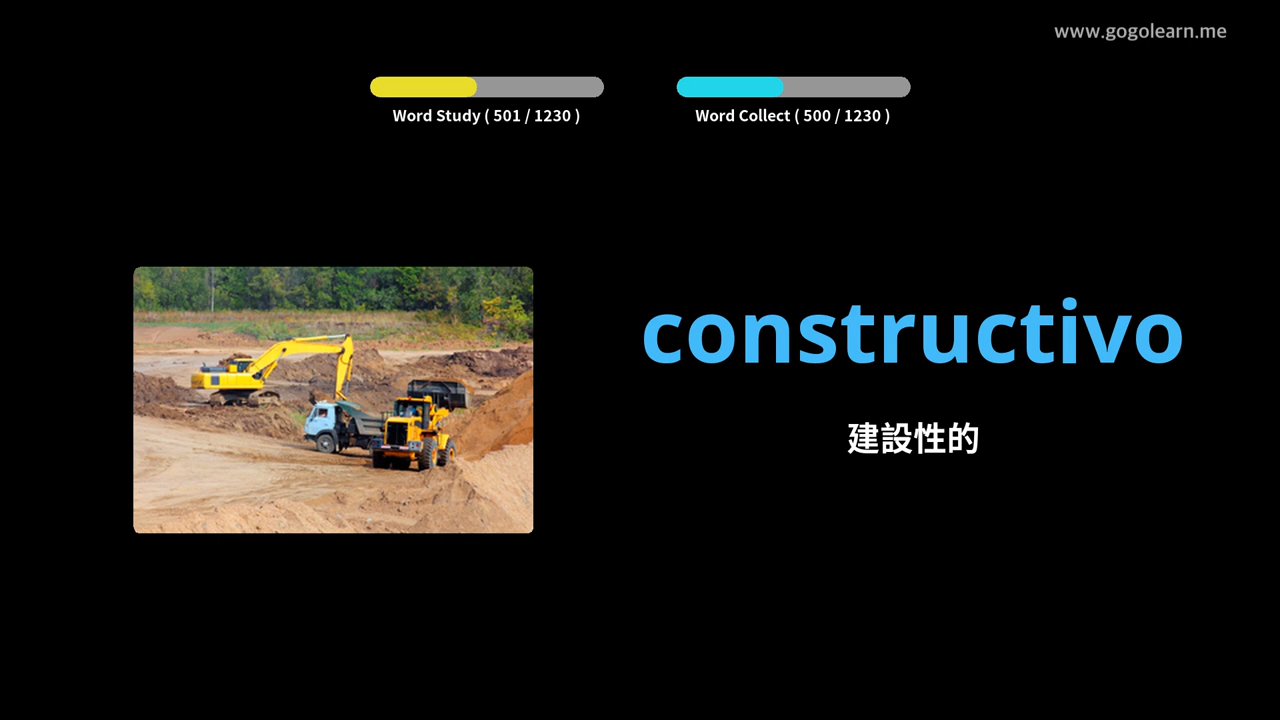 www.gogolearn.me
Word Study ( 501 / 1230 )
Word Collect ( 500 / 1230 )
constructivo
建設性的